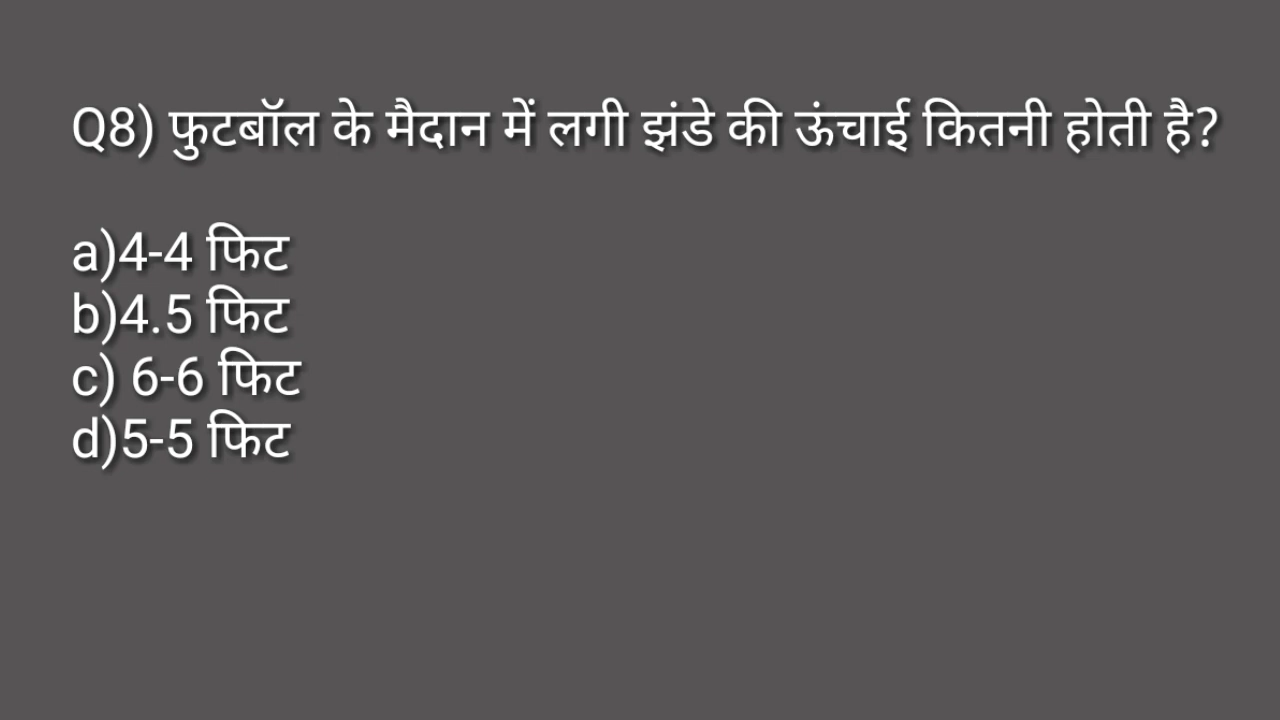 Q8) फुटबॉल के मैदान में लगी झंडे की ऊंचाई कितनी होती है?
a)4-4 फिट
b)4.5 फिट
c) 6-6 फिट
d)5-5 फिट